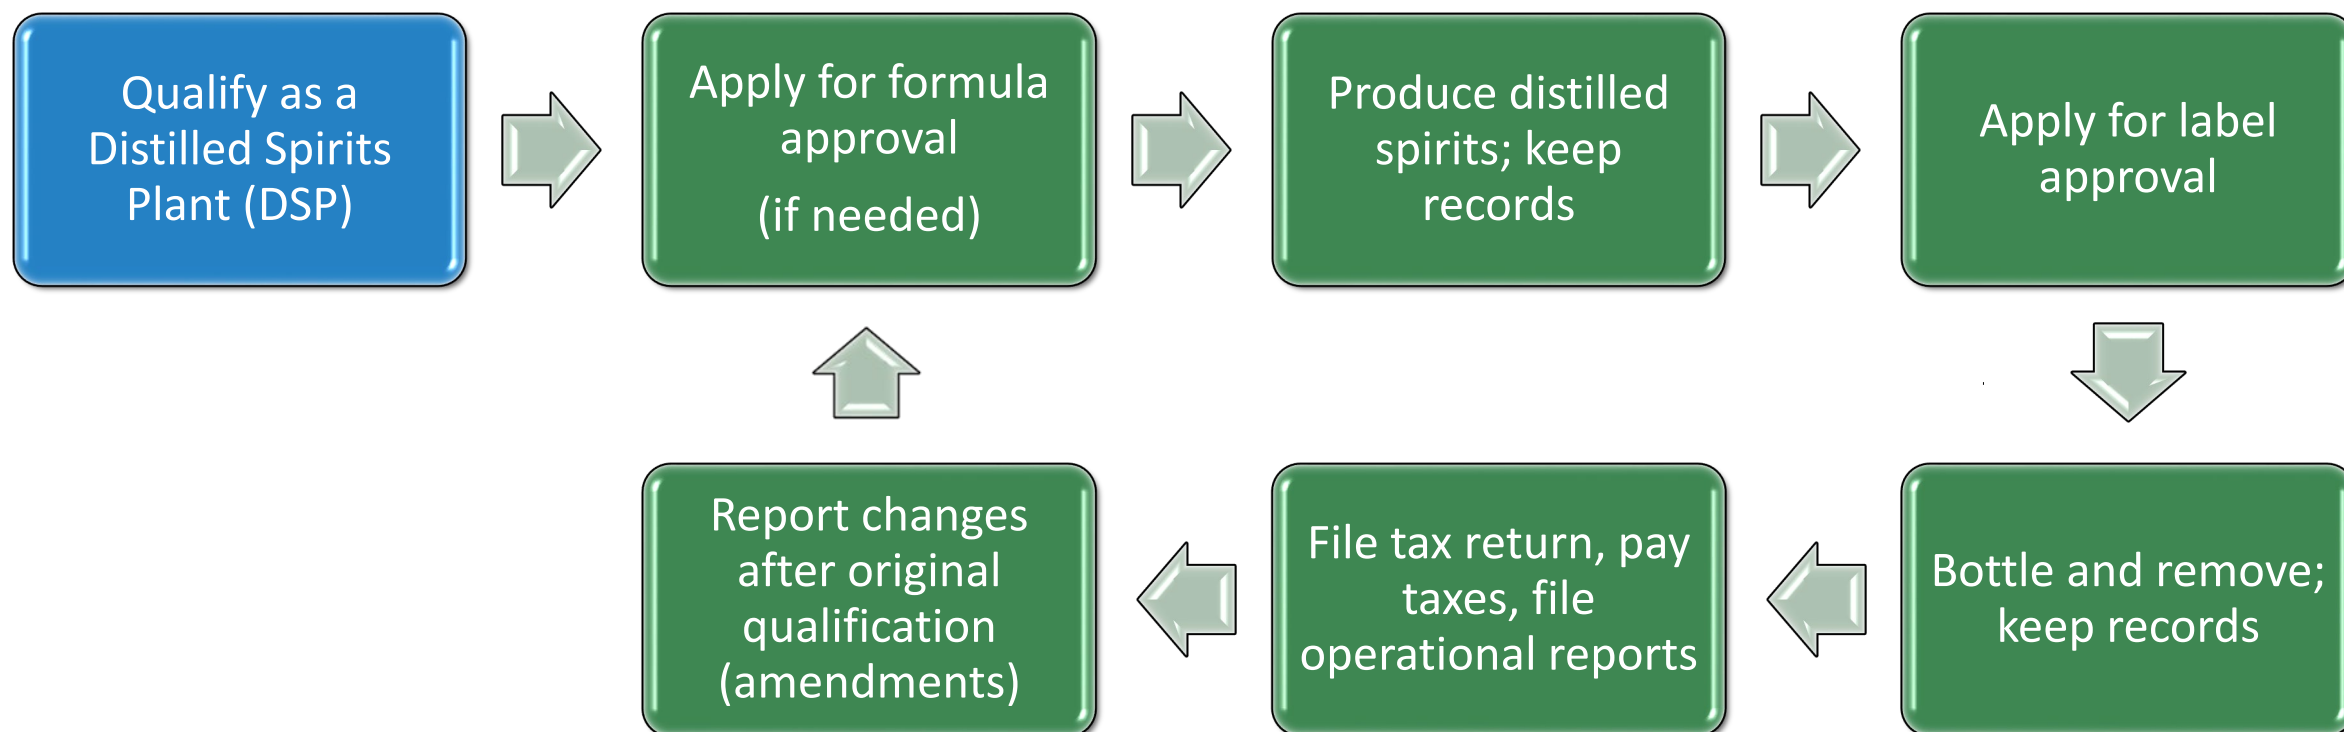 Qualify as a
Distilled Spirits
Plant (DSP)
Apply for formula
approval
(if needed)
Produce distilled
spirits; keep
records
Apply for label
approval
Bottle and remove;
keep records
File tax return, pay
taxes, file
operational reports
Report changes
after original
qualification
(amendments)